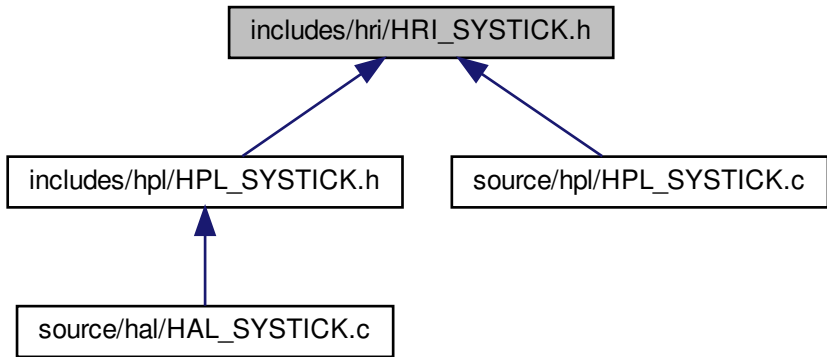 includes/hri/HRI_SYSTICK.h
includes/hpl/HPL_SYSTICK.h
source/hpl/HPL_SYSTICK.c
source/hal/HAL_SYSTICK.c